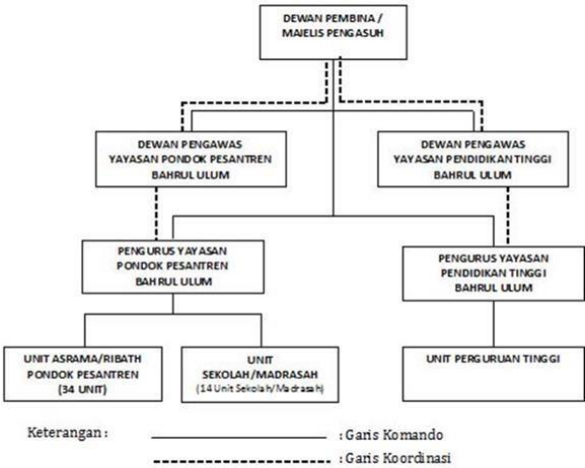 DEWAN PEMBINA /
MAJELIS PENGASUH
DEWAN PENGAWAS
YAYASAN PONDOK PESANTREN
BAHRUL ULUM
DEWAN PENGAWAS
YAYASAN PENDIDIKAN TINGGI
BAHRUL ULUM
PENGURUS YAYASAN
PONDOK PESANTREN
BAHRUL ULUM
PENGURUS YAYASAN
PENDIDIKAN TINGGI
BAHRUL ULUM
UNIT ASRAMA/RIBATH
PONDOK PESANTREN
(34 UNIT)
UNIT
SEKOLAH/MADRASAH
(14 Unit Sekolah/Madrasah)
UNIT PERGURUAN TINGGI
Keterangan :
: Garis Komando
: Garis Koordinasi